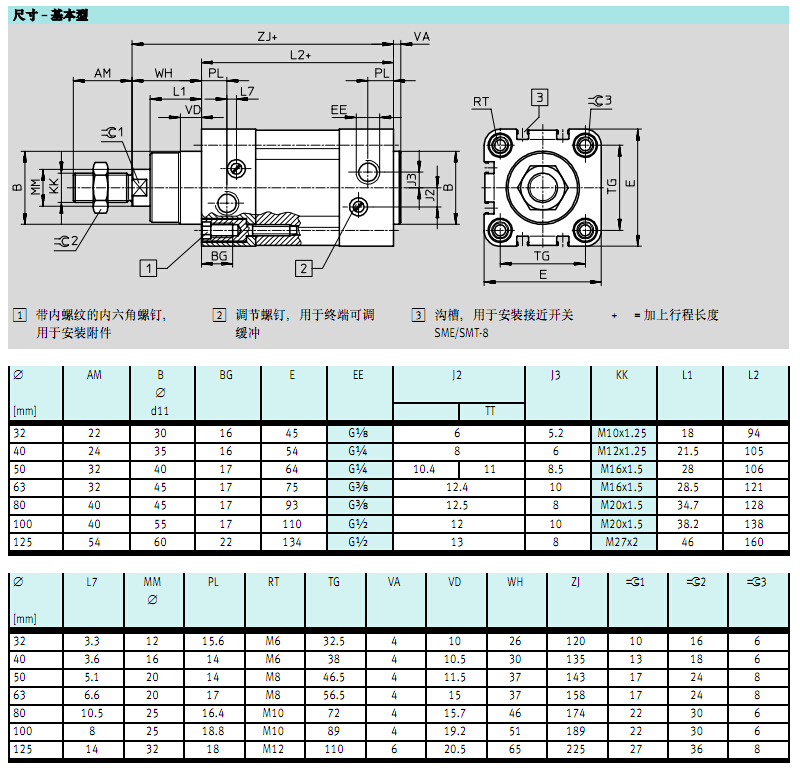 尺寸 – 基本型
ZJ+
VA
L2+
AM
WH
PL
PL
L1
L7
VD
EE
RT
3
=©3
=©1
B
MM
KK
J3
J2
B
TG
E
=©2
BG
TG
E
1
2
1 带内螺纹的内六角螺钉，
用于安装附件
2 调节螺钉，用于终端可调
缓冲
3 沟槽，用于安装接近开关
SME/SMT-8
+ = 加上行程长度
∅ AM B BG E EE J2 J3 KK L1 L2
∅
[mm] d11 TT
32 22 30 16 45 G⅛ 6 5.2 M10x1.25 18 94
40 24 35 16 54 G¼ 8 6 M12x1.25 21.5 105
50 32 40 17 64 G¼ 10.4 11 8.5 M16x1.5 28 106
63 32 45 17 75 G⅜ 12.4 10 M16x1.5 28.5 121
80 40 45 17 93 G⅜ 12.5 8 M20x1.5 34.7 128
100 40 55 17 110 G½ 12 10 M20x1.5 38.2 138
125 54 60 22 134 G½ 13 8 M27x2 46 160
∅ L7 MM PL RT TG VA VD WH ZJ =©1 =©2 =©3
∅
[mm]
32 3.3 12 15.6 M6 32.5 4 10 26 120 10 16 6
40 3.6 16 14 M6 38 4 10.5 30 135 13 18 6
50 5.1 20 14 M8 46.5 4 11.5 37 143 17 24 8
63 6.6 20 17 M8 56.5 4 15 37 158 17 24 8
80 10.5 25 16.4 M10 72 4 15.7 46 174 22 30 6
100 8 25 18.8 M10 89 4 19.2 51 189 22 30 6
125 14 32 18 M12 110 6 20.5 65 225 27 36 8